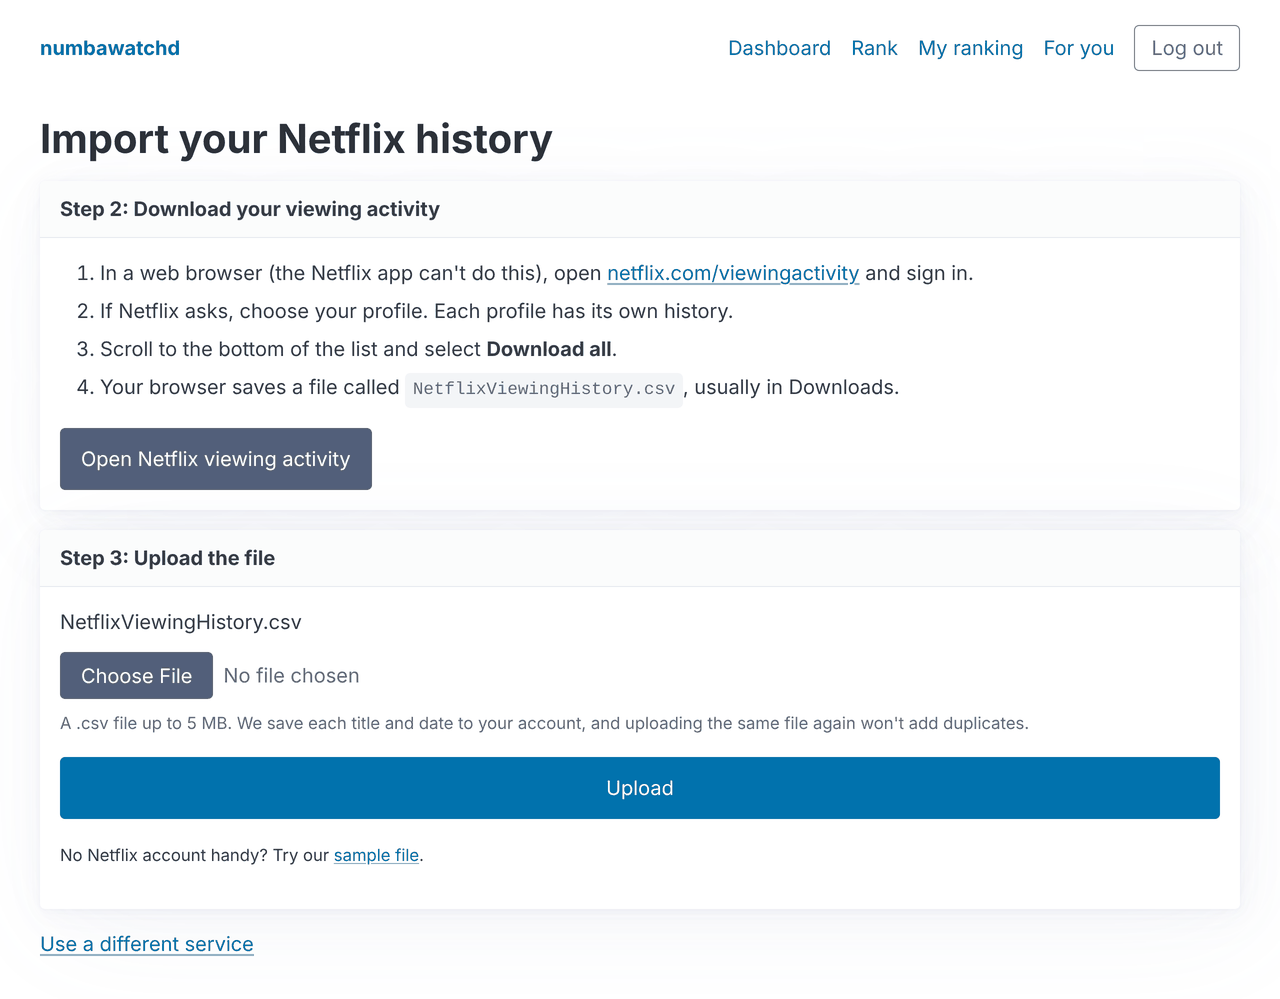 numbawatchd
Dashboard Rank My ranking For you Log out
Import your Netflix history
Step 2: Download your viewing activity
1. In a web browser (the Netflix app can't do this), open netflix.com/viewingactivity and sign in.
2. If Netflix asks, choose your profile. Each profile has its own history.
3. Scroll to the bottom of the list and select Download all.
4. Your browser saves a file called NetflixViewingHistory.csv, usually in Downloads.
Open Netflix viewing activity
Step 3: Upload the file
NetflixViewingHistory.csv
Choose File No file chosen
A .csv file up to 5 MB. We save each title and date to your account, and uploading the same file again won't add duplicates.
Upload
No Netflix account handy? Try our sample file.
Use a different service